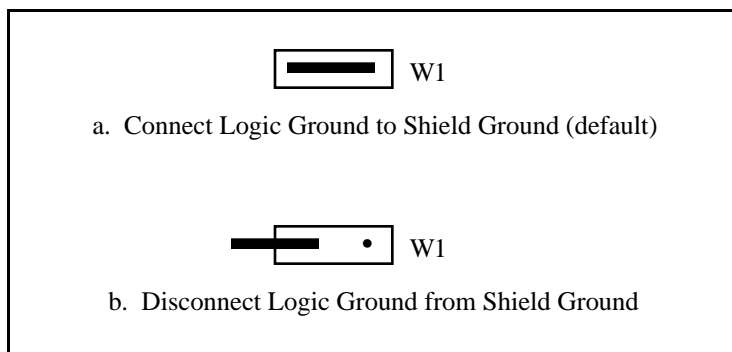 W1
a. Connect Logic Ground to Shield Ground (default)
W1
b. Disconnect Logic Ground from Shield Ground